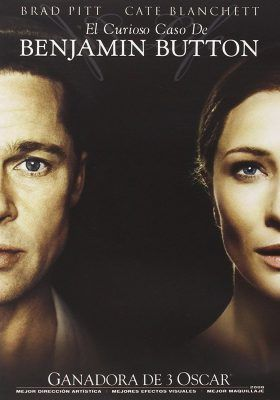 BRAD PITT CATE BLANCHETT
El Curioso Caso De
BENJAMIN BUTTON
GANADORA DE 3 OSCAR
2008
MEJOR DIRECCIÓN ARTÍSTICA | MEJORES EFECTOS VISUALES | MEJOR MAQUILLAJE